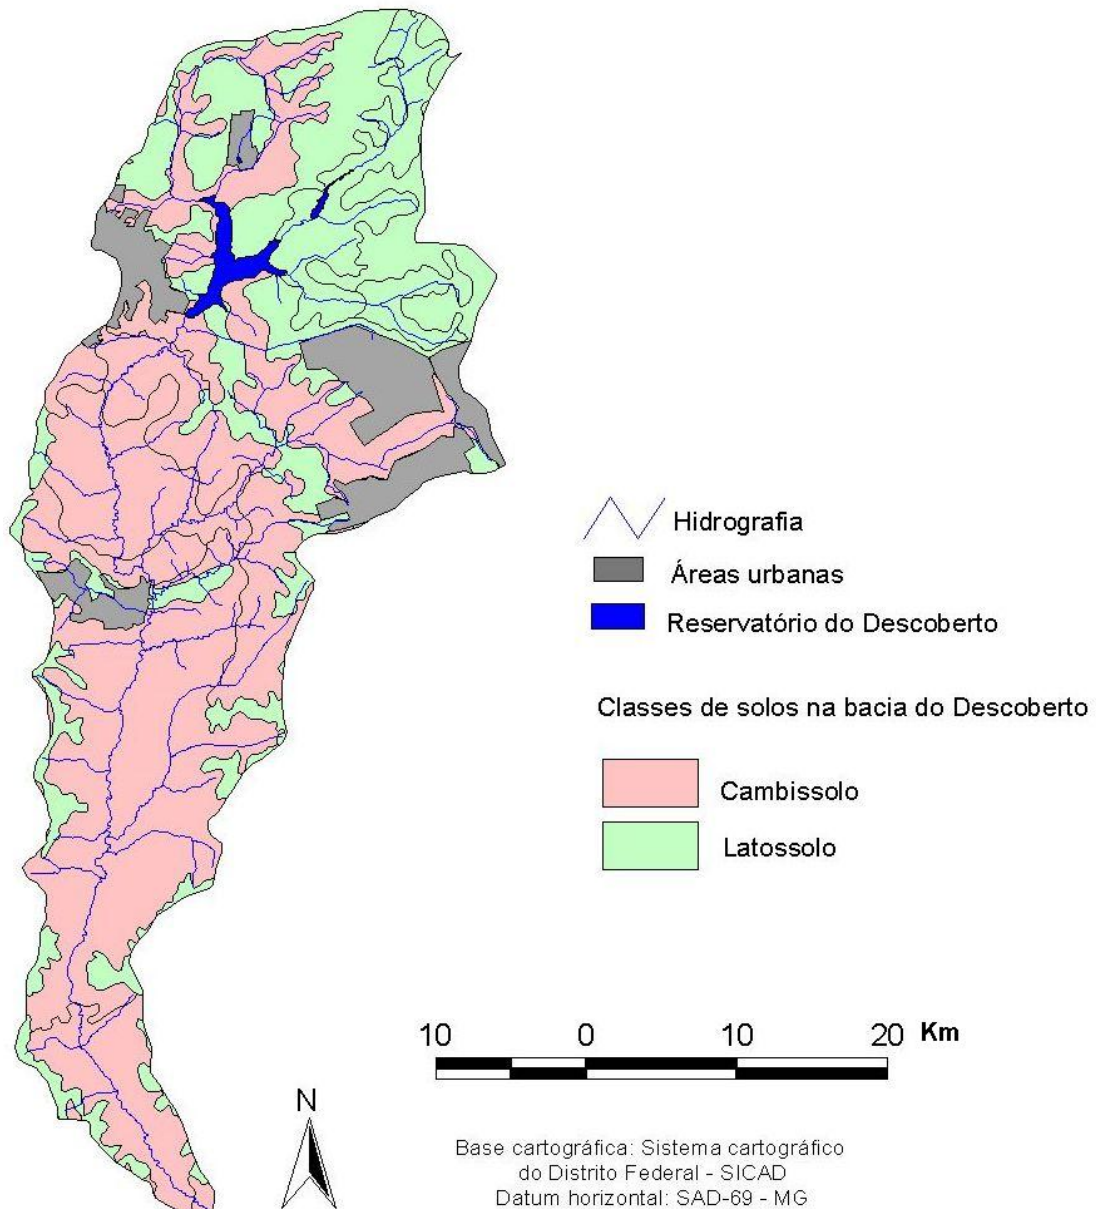 Hidrografia
Áreas urbanas
Reservatório do Descoberto
Classes de solos na bacia do Descoberto
Cambissolo
Latossolo
10 0 10 20 Km
N
Base cartográfica: Sistema cartográfico
do Distrito Federal - SICAD
Datum horizontal: SAD-69 - MG